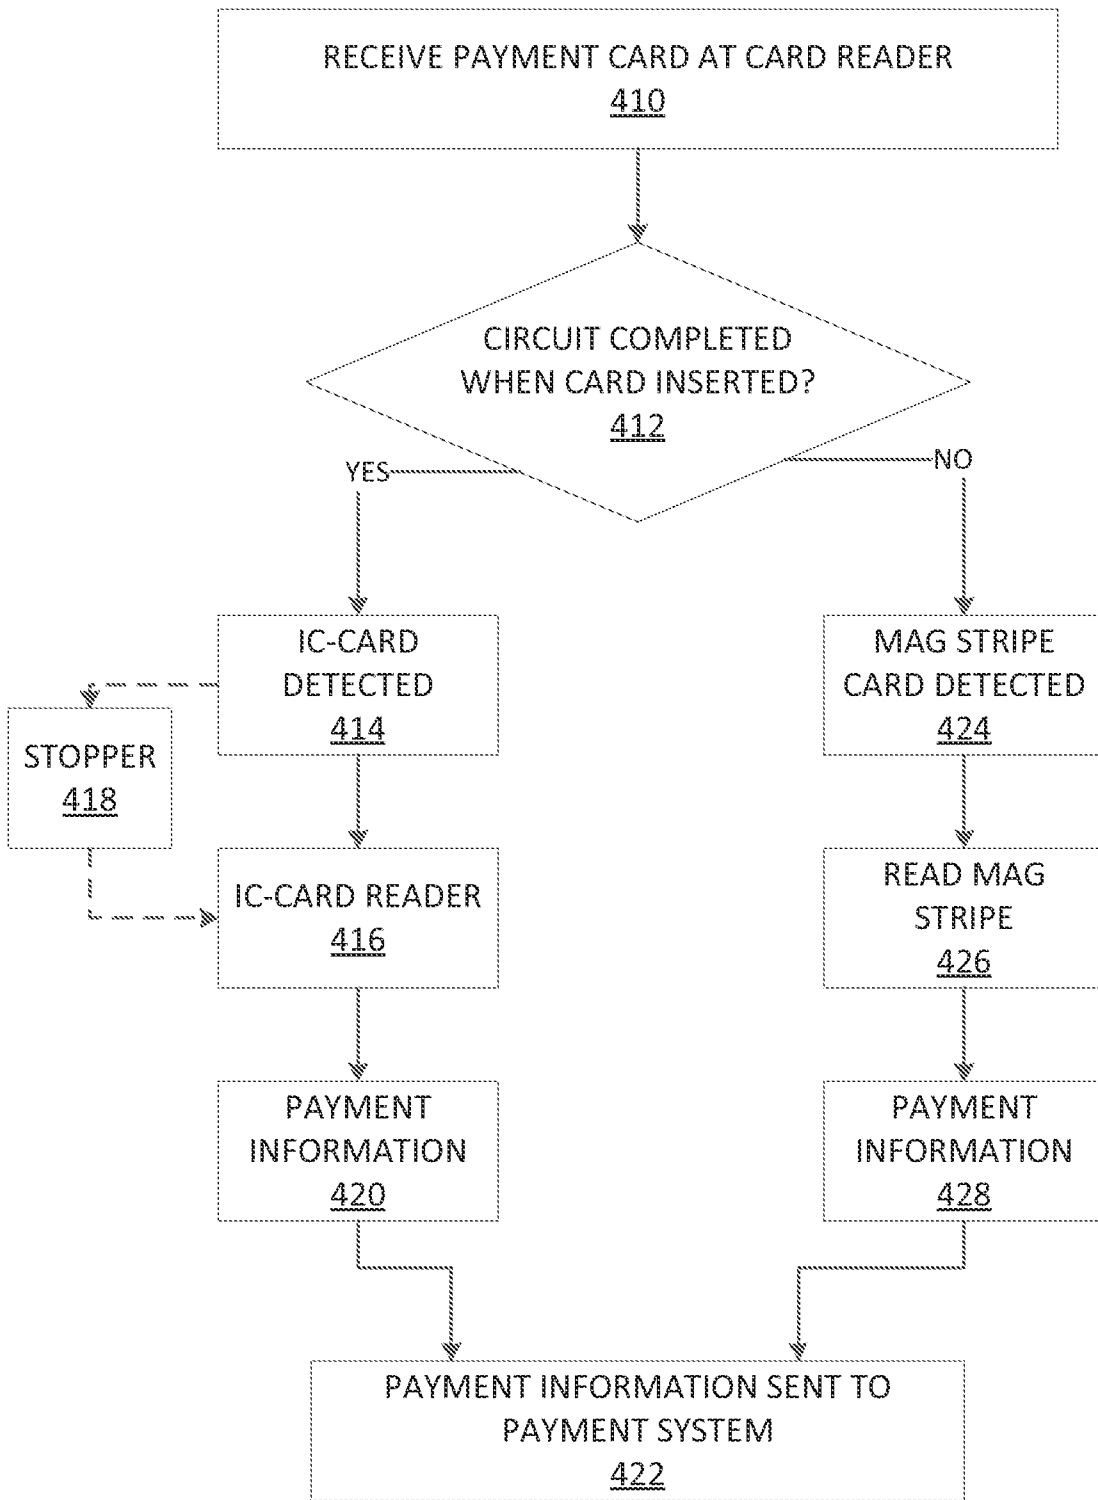 RECEIVE PAYMENT CARD AT CARD READER
410
CIRCUIT COMPLETED
WHEN CARD INSERTED?
412
YES
NO
IC-CARD
DETECTED
414
MAG STRIPE
CARD DETECTED
424
STOPPER
418
IC-CARD READER
416
READ MAG
STRIPE
426
PAYMENT
INFORMATION
420
PAYMENT
INFORMATION
428
PAYMENT INFORMATION SENT TO
PAYMENT SYSTEM
422